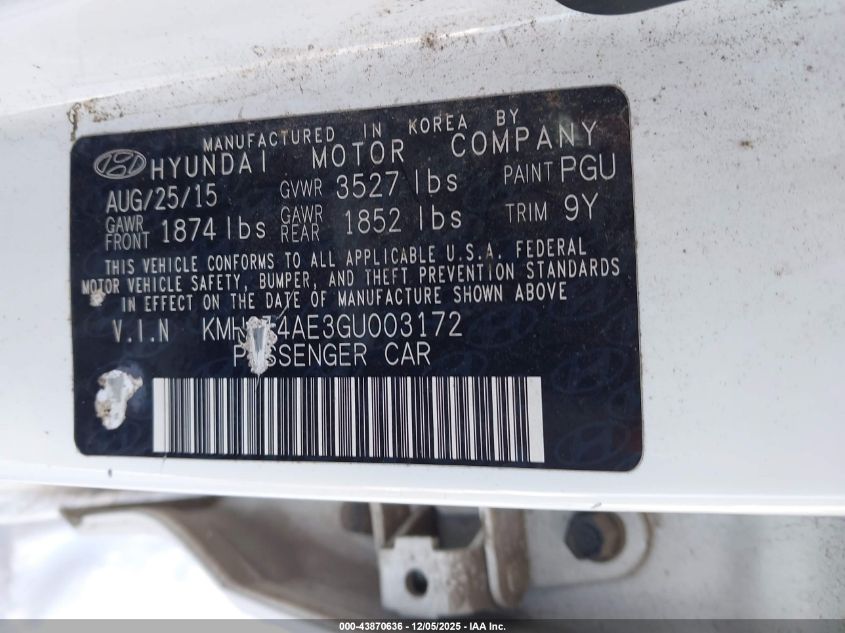 MANUFACTURED IN KOREA BY
HYUNDAI MOTOR COMPANY
AUG/25/15 GVWR 3527 lbs PAINT PGU
GAWR FRONT 1874 lbs GAWR REAR 1852 lbs TRIM 9Y
THIS VEHICLE CONFORMS TO ALL APPLICABLE U.S.A. FEDERAL
MOTOR VEHICLE SAFETY, BUMPER, AND THEFT PREVENTION STANDARDS
IN EFFECT ON THE DATE OF MANUFACTURE SHOWN ABOVE
V.I.N
PASSENGER CAR
000-43870636 - 12/05/2025 - IAA Inc.